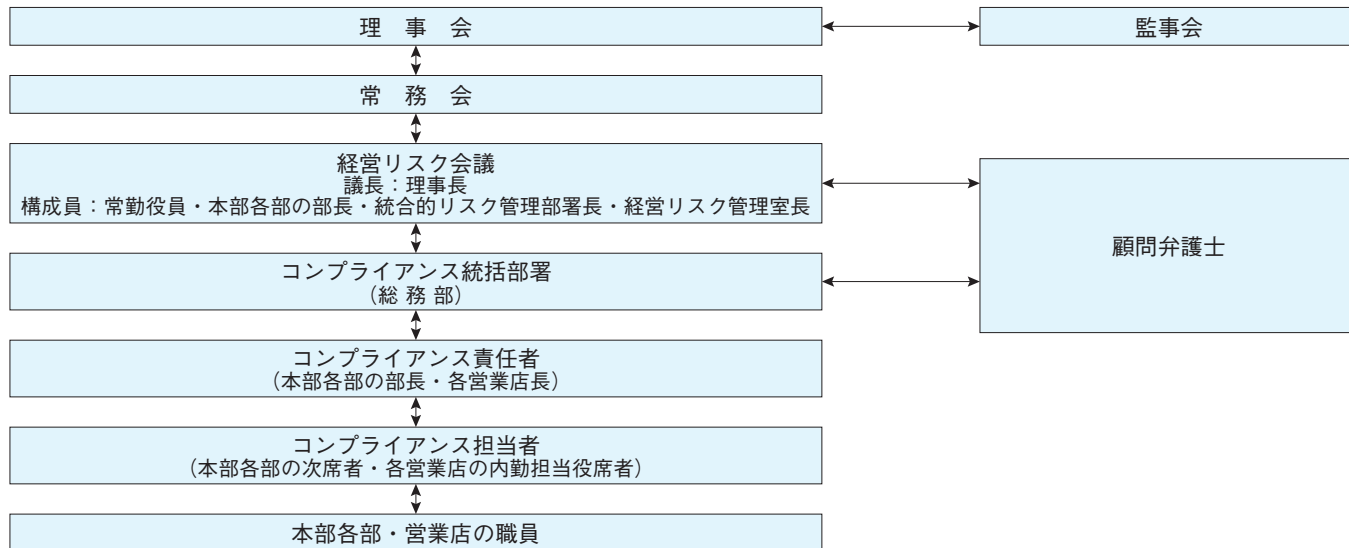 理　事　会
監事会
常　務　会
経営リスク会議
議長：理事長
構成員：常勤役員・本部各部の部長・統合的リスク管理部署長・経営リスク管理室長
顧問弁護士
コンプライアンス統括部署
（総 務 部）
コンプライアンス責任者
（本部各部の部長・各営業店長）
コンプライアンス担当者
（本部各部の次席者・各営業店の内勤担当役席者）
本部各部・営業店の職員